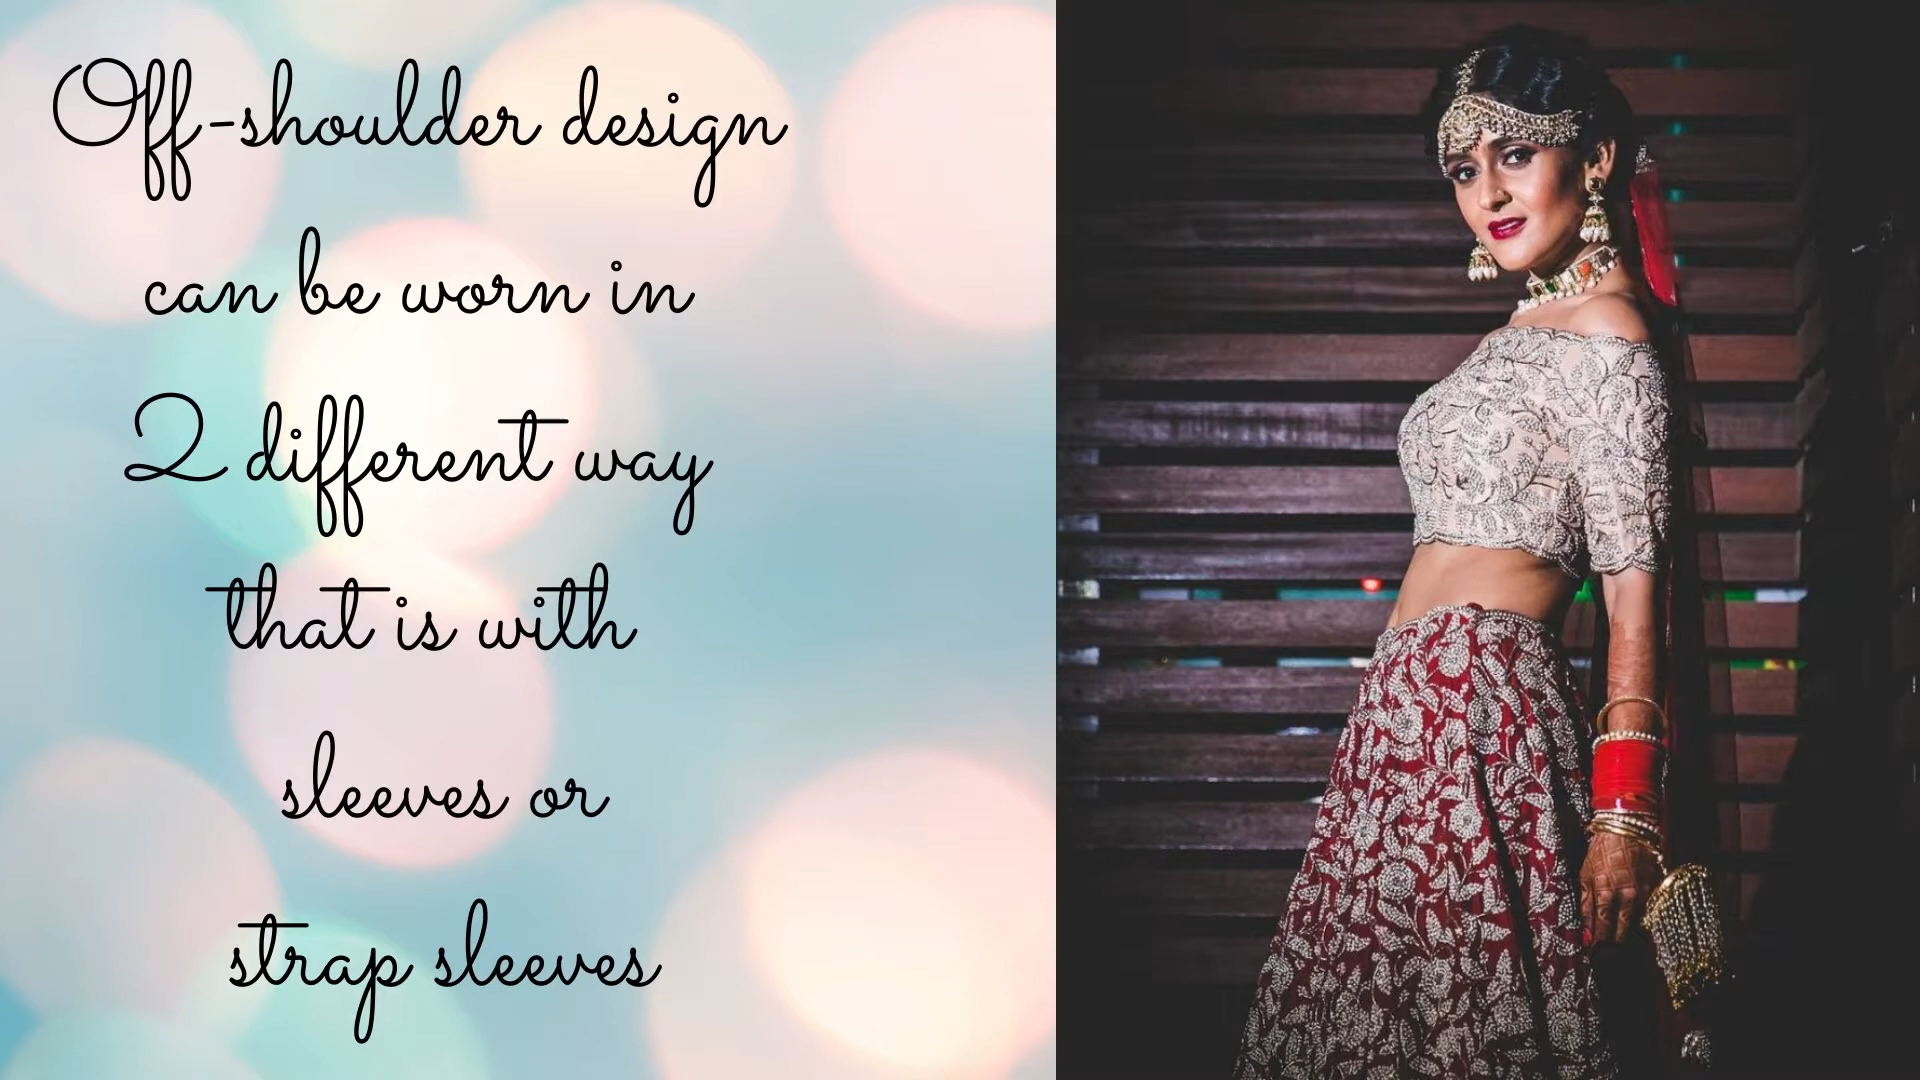 Off-shoulder design
can be worn in
2 different way
that is with
sleeves or
strap sleeves